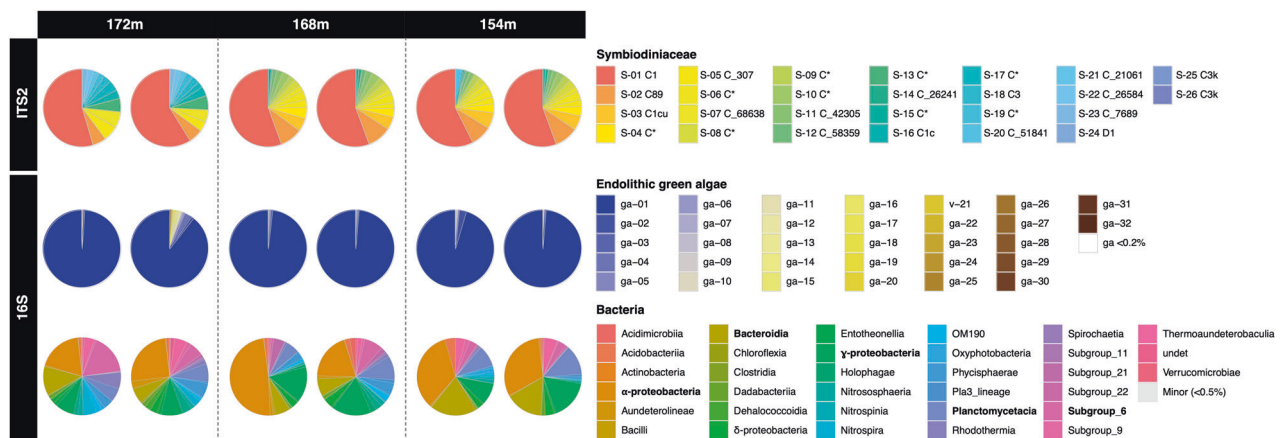 172m 168m 154m
ITS2
16S
Symbiodiniaceae
S-01 C1 S-05 C_307 S-09 C* S-13 C* S-17 C* S-21 C_21061 S-25 C3k
S-02 C89 S-06 C* S-10 C* S-14 C_26241 S-18 C3 S-22 C_26584 S-26 C3k
S-03 C1cu S-07 C_68638 S-11 C_42305 S-15 C* S-19 C* S-23 C_7689
S-04 C* S-08 C* S-12 C_58359 S-16 C1c S-20 C_51841 S-24 D1
Endolithic green algae
ga-01 ga-06 ga-11 ga-16 v-21 ga-26 ga-31
ga-02 ga-07 ga-12 ga-17 ga-22 ga-27 ga-32
ga-03 ga-08 ga-13 ga-18 ga-23 ga-28 ga <0.2%
ga-04 ga-09 ga-14 ga-19 ga-24 ga-29
ga-05 ga-10 ga-15 ga-20 ga-25 ga-30
Bacteria
Acidimicrobiia Bacteroidia Entotheonellia OM190 Spirochaetia Thermoaundeterobaculia
Acidobacteriia Chloroflexia ɣ-proteobacteria Oxyphotobacteria Subgroup_11 undet
Actinobacteria Clostridia Holophagae Phycisphaerae Subgroup_21 Verrucomicrobiae
α-proteobacteria Dadabacteriia Nitrososphaeria Pla3_lineage Subgroup_22 Minor (<0.5%)
Aundeterolineae Dehalococcoidia Nitrospinia Planctomycetacia Subgroup_6
Bacilli δ-proteobacteria Nitrospira Rhodothermia Subgroup_9